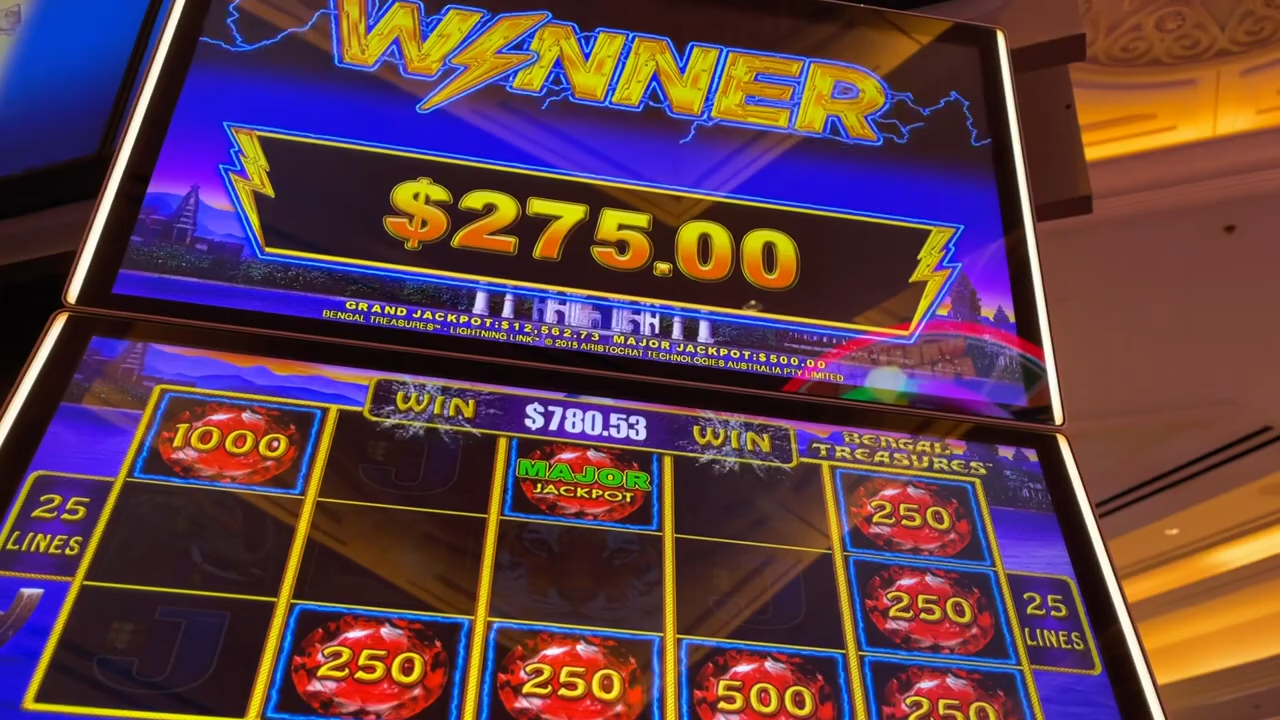 WINNER
$275.00
GRAND JACKPOT:$12,562.73 MAJOR JACKPOT:$500.00
BENGAL TREASURES™ - LIGHTNING LINK™ © 2015 ARISTOCRAT TECHNOLOGIES AUSTRALIA PTY LIMITED
WIN $780.53 WIN
BENGAL
TREASURES™
1000
J
MAJOR
JACKPOT
250
25
LINES
250
25
LINES
J
250
250
500
250